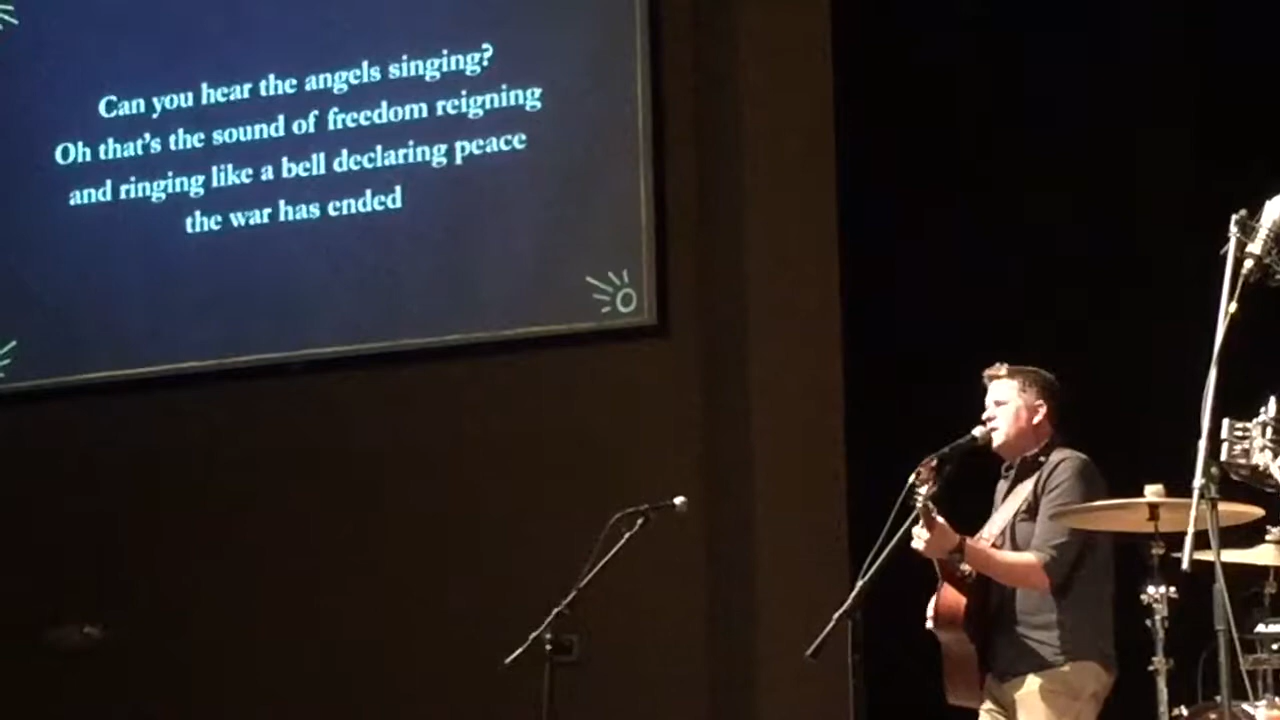 Can you hear the angels singing?
Oh that's the sound of freedom reigning
and ringing like a bell declaring peace
the war has ended